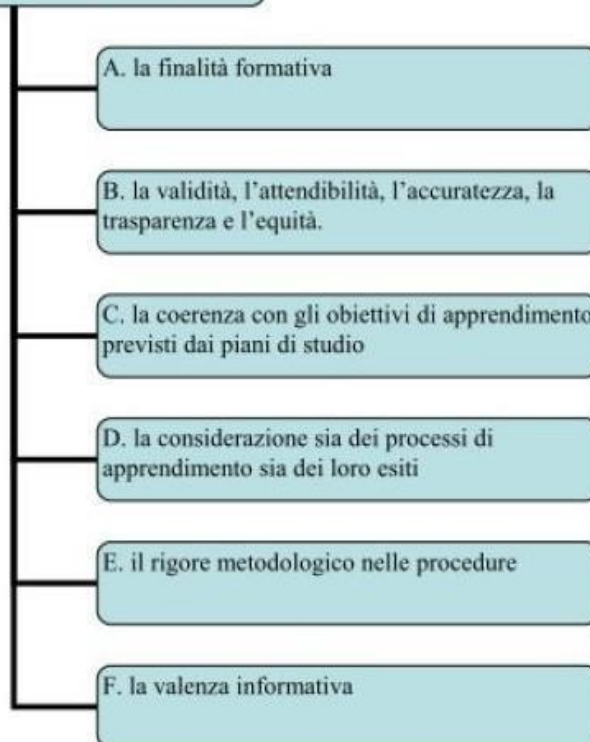 A. la finalità formativa
B. la validità, l'attendibilità, l'accuratezza, la
trasparenza e l'equità.
C. la coerenza con gli obiettivi di apprendimento
previsti dai piani di studio
D. la considerazione sia dei processi di
apprendimento sia dei loro esiti
E. il rigore metodologico nelle procedure
F. la valenza informativa